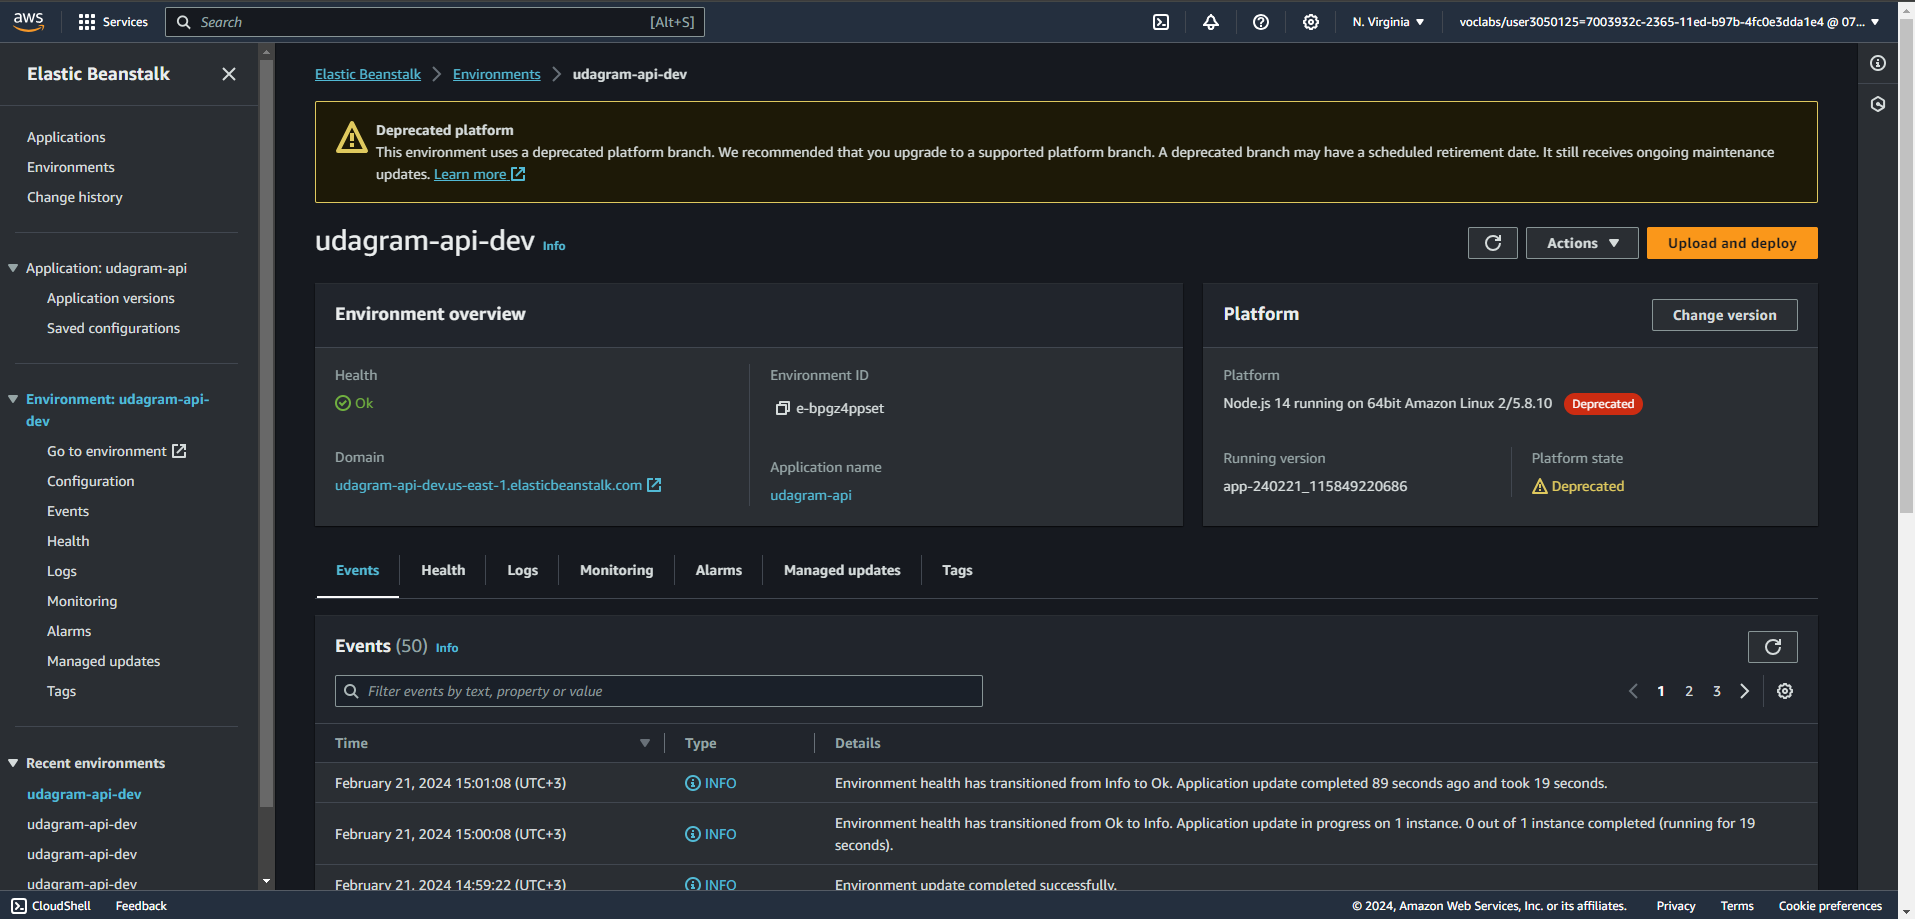 aws
Services
Search
[Alt+S]
N. Virginia
voclabs/user3050125=7003932c-2365-11ed-b97b-4fc0e3dda1e4 @ 07...
Elastic Beanstalk
Applications
Environments
Change history
Application: udagram-api
Application versions
Saved configurations
Environment: udagram-api-
dev
Go to environment
Configuration
Events
Health
Logs
Monitoring
Alarms
Managed updates
Tags
Recent environments
udagram-api-dev
udagram-api-dev
udagram-api-dev
udagram-api-dev
Elastic Beanstalk > Environments > udagram-api-dev
Deprecated platform
This environment uses a deprecated platform branch. We recommended that you upgrade to a supported platform branch. A deprecated branch may have a scheduled retirement date. It still receives ongoing maintenance
updates. Learn more
udagram-api-dev Info
Actions
Upload and deploy
Environment overview
Health
Ok
Domain
udagram-api-dev.us-east-1.elasticbeanstalk.com
Environment ID
e-bpgz4ppset
Application name
udagram-api
Platform
Change version
Platform
Node.js 14 running on 64bit Amazon Linux 2/5.8.10 Deprecated
Running version
app-240221_115849220686
Platform state
Deprecated
Events Health Logs Monitoring Alarms Managed updates Tags
Events (50) Info
Filter events by text, property or value
1 2 3
Time Type Details
February 21, 2024 15:01:08 (UTC+3) INFO Environment health has transitioned from Info to Ok. Application update completed 89 seconds ago and took 19 seconds.
February 21, 2024 15:00:08 (UTC+3) INFO Environment health has transitioned from Ok to Info. Application update in progress on 1 instance. 0 out of 1 instance completed (running for 19
seconds).
February 21, 2024 14:59:22 (UTC+3) INFO Environment update completed successfully.
CloudShell Feedback
© 2024, Amazon Web Services, Inc. or its affiliates. Privacy Terms Cookie preferences